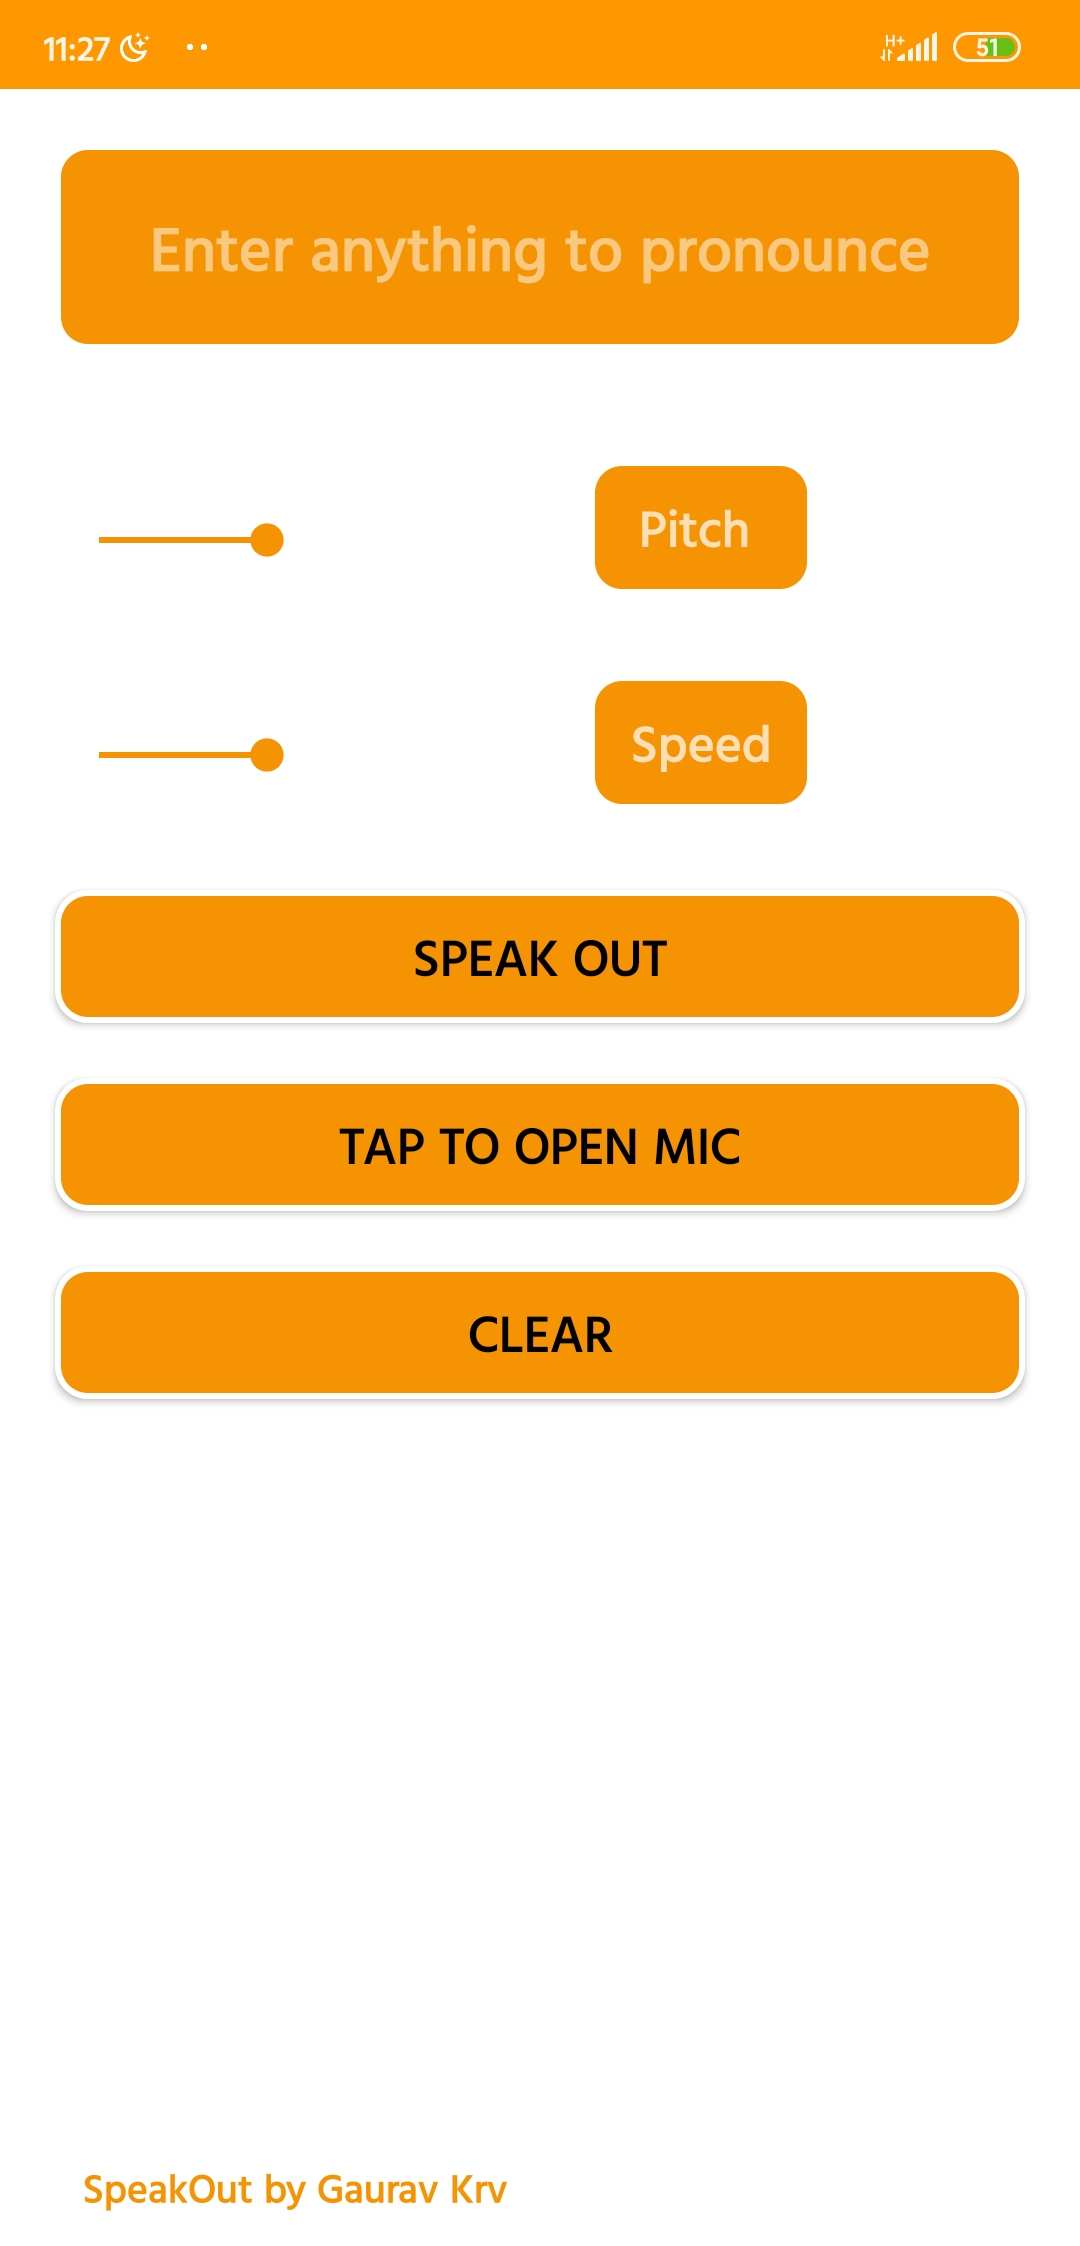 11:27 H+ 51
Enter anything to pronounce
Pitch
Speed
SPEAK OUT
TAP TO OPEN MIC
CLEAR
SpeakOut by Gaurav Krv